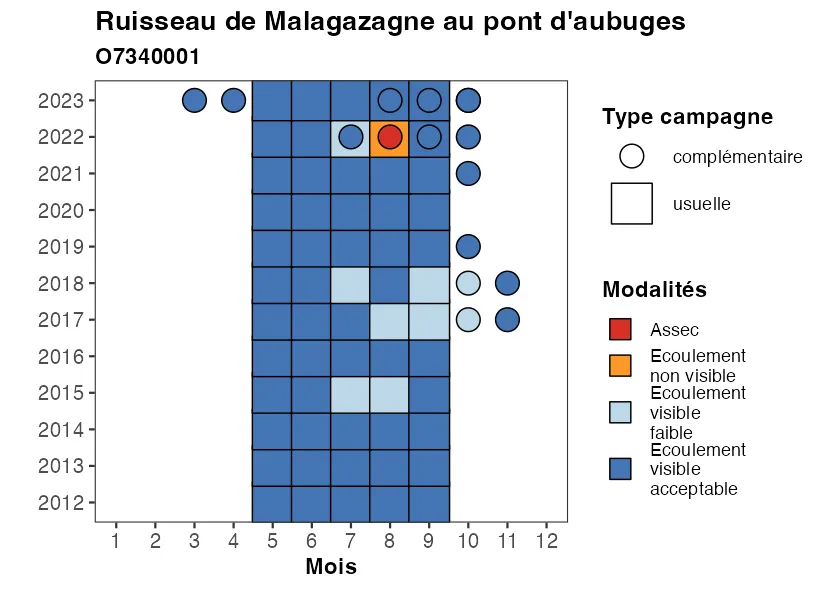 Ruisseau de Malagazagne au pont d'aubuges
O7340001
2023
2022
2021
2020
2019
2018
2017
2016
2015
2014
2013
2012
1 2 3 4 5 6 7 8 9 10 11 12
Mois
Type campagne
complémentaire
usuelle
Modalités
Assec
Ecoulement
non visible
Ecoulement
visible
faible
Ecoulement
visible
acceptable